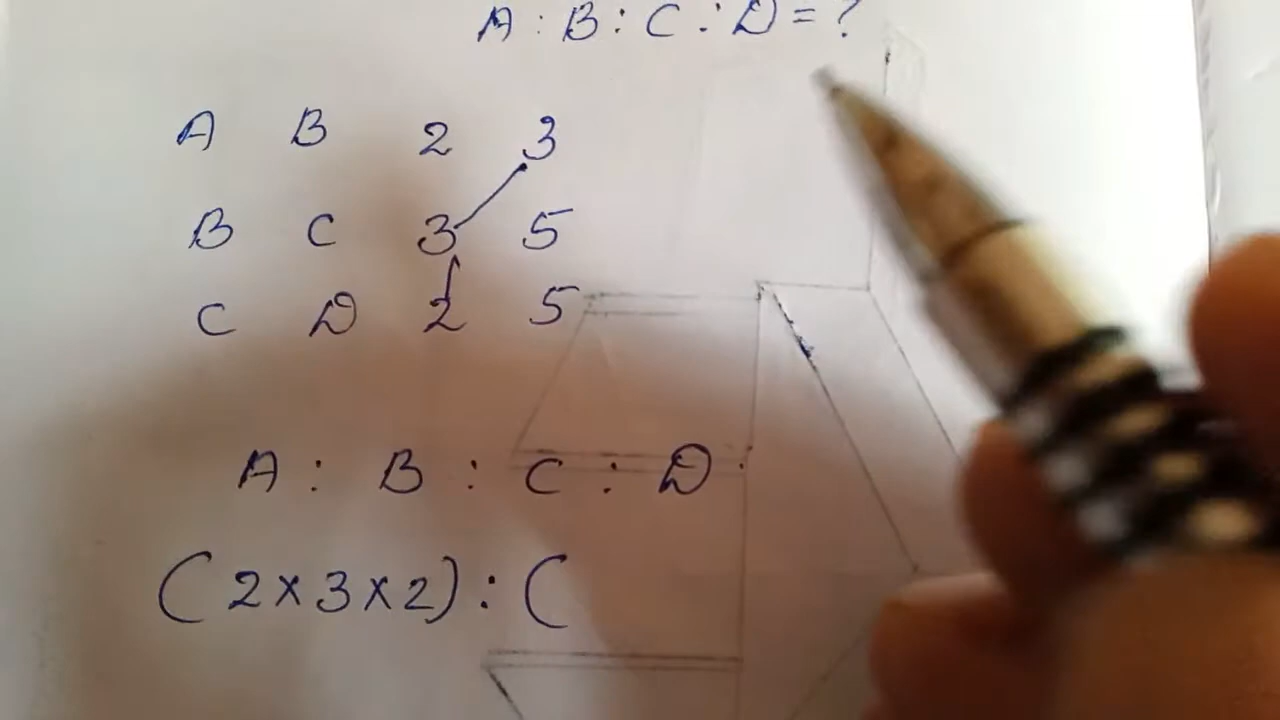 A : B : C : D = ?
A B 2 3
B C 3 5
C D 2 5
A : B : C : D
(2×3×2) : (